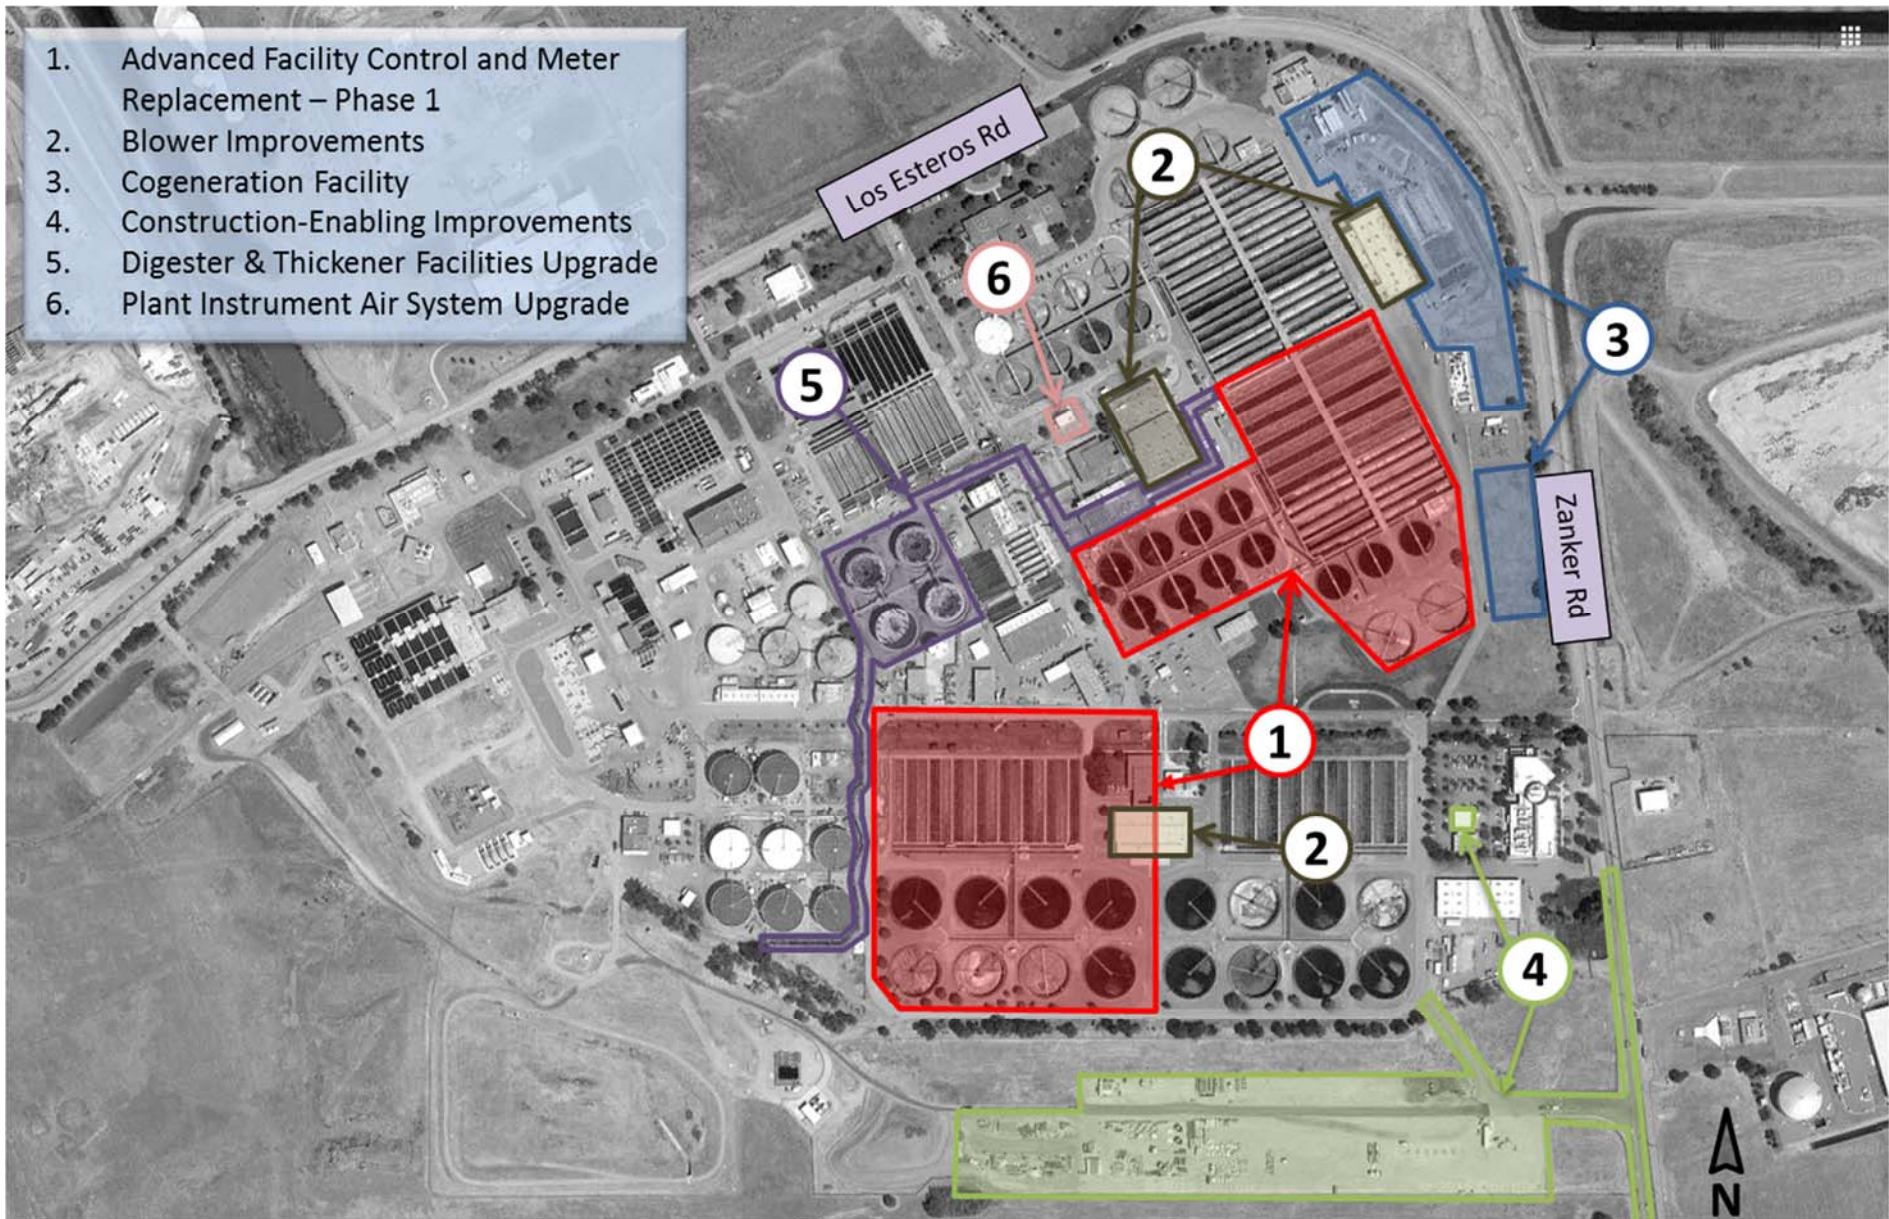 1. Advanced Facility Control and Meter
Replacement – Phase 1
2. Blower Improvements
3. Cogeneration Facility
4. Construction-Enabling Improvements
5. Digester & Thickener Facilities Upgrade
6. Plant Instrument Air System Upgrade
Los Esteros Rd
2
6
3
5
Zanker Rd
1
2
4
N